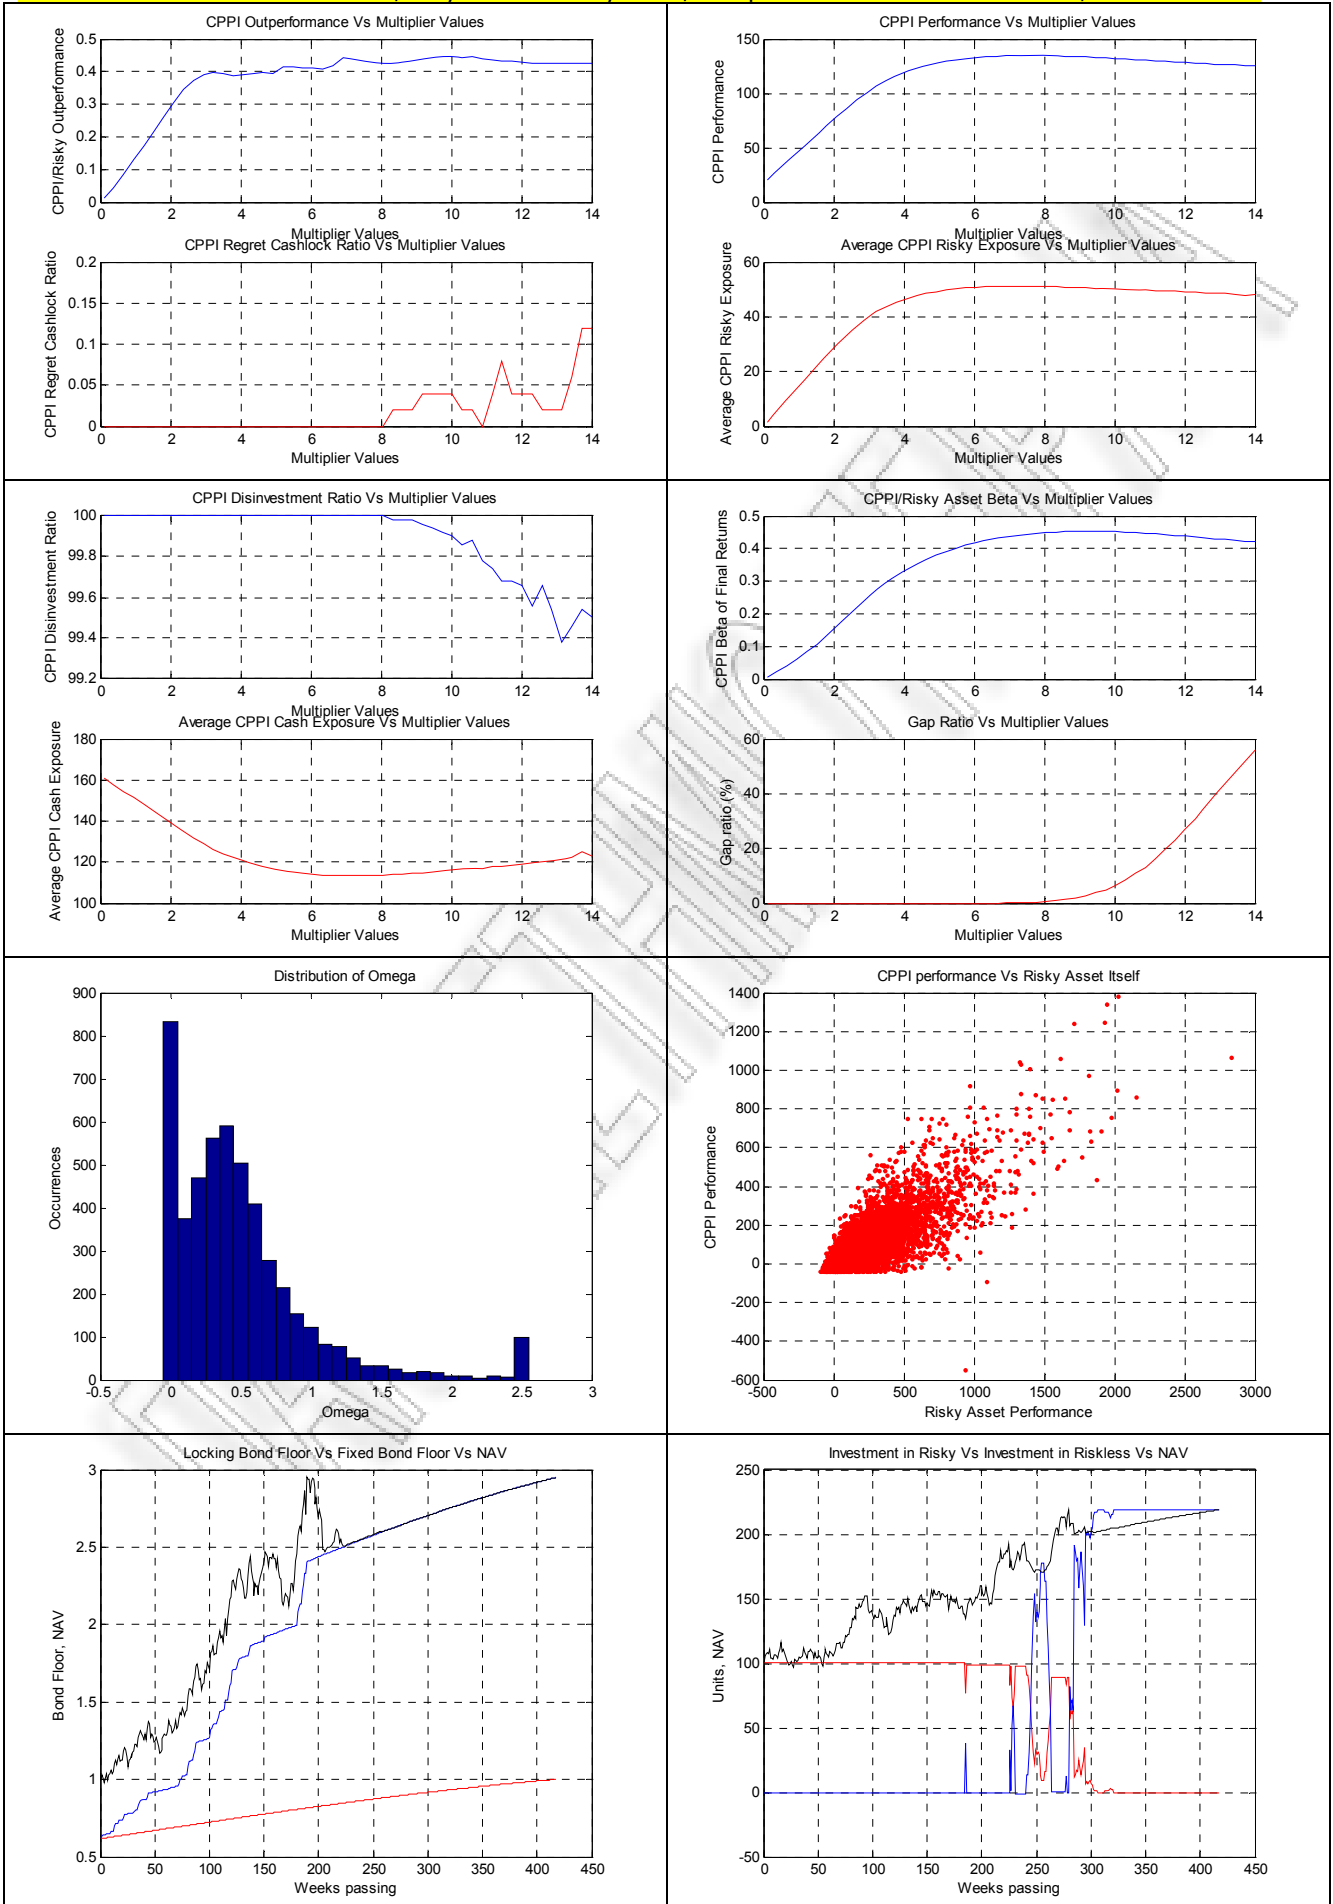 CPPI Outperformance Vs Multiplier Values
CPPI/Risky Outperformance
0.5
0.4
0.3
0.2
0.1
0
0 2 4 6 8 10 12 14
Multiplier Values
CPPI Regret Cashlock Ratio Vs Multiplier Values
CPPI Regret Cashlock Ratio
0.2
0.15
0.1
0.05
0
0 2 4 6 8 10 12 14
Multiplier Values
CPPI Performance Vs Multiplier Values
CPPI Performance
150
100
50
0
0 2 4 6 8 10 12 14
Multiplier Values
Average CPPI Risky Exposure Vs Multiplier Values
Average CPPI Risky Exposure
60
40
20
0
0 2 4 6 8 10 12 14
Multiplier Values
CPPI Disinvestment Ratio Vs Multiplier Values
CPPI Disinvestment Ratio
100
99.8
99.6
99.4
99.2
0 2 4 6 8 10 12 14
Multiplier Values
Average CPPI Cash Exposure Vs Multiplier Values
Average CPPI Cash Exposure
180
160
140
120
100
0 2 4 6 8 10 12 14
Multiplier Values
CPPI/Risky Asset Beta Vs Multiplier Values
CPPI Beta of Final Returns
0.5
0.4
0.3
0.2
0.1
0
0 2 4 6 8 10 12 14
Gap Ratio Vs Multiplier Values
Gap ratio (%)
60
40
20
0
0 2 4 6 8 10 12 14
Multiplier Values
Distribution of Omega
Occurrences
900
800
700
600
500
400
300
200
100
0
-0.5 0 0.5 1 1.5 2 2.5 3
Omega
CPPI performance Vs Risky Asset Itself
CPPI Performance
1400
1200
1000
800
600
400
200
0
-200
-400
-600
-500 0 500 1000 1500 2000 2500 3000
Risky Asset Performance
Locking Bond Floor Vs Fixed Bond Floor Vs NAV
Bond Floor, NAV
3
2.5
2
1.5
1
0.5
0 50 100 150 200 250 300 350 400 450
Weeks passing
Investment in Risky Vs Investment in Riskless Vs NAV
Units, NAV
250
200
150
100
50
0
-50
0 50 100 150 200 250 300 350 400 450
Weeks passing